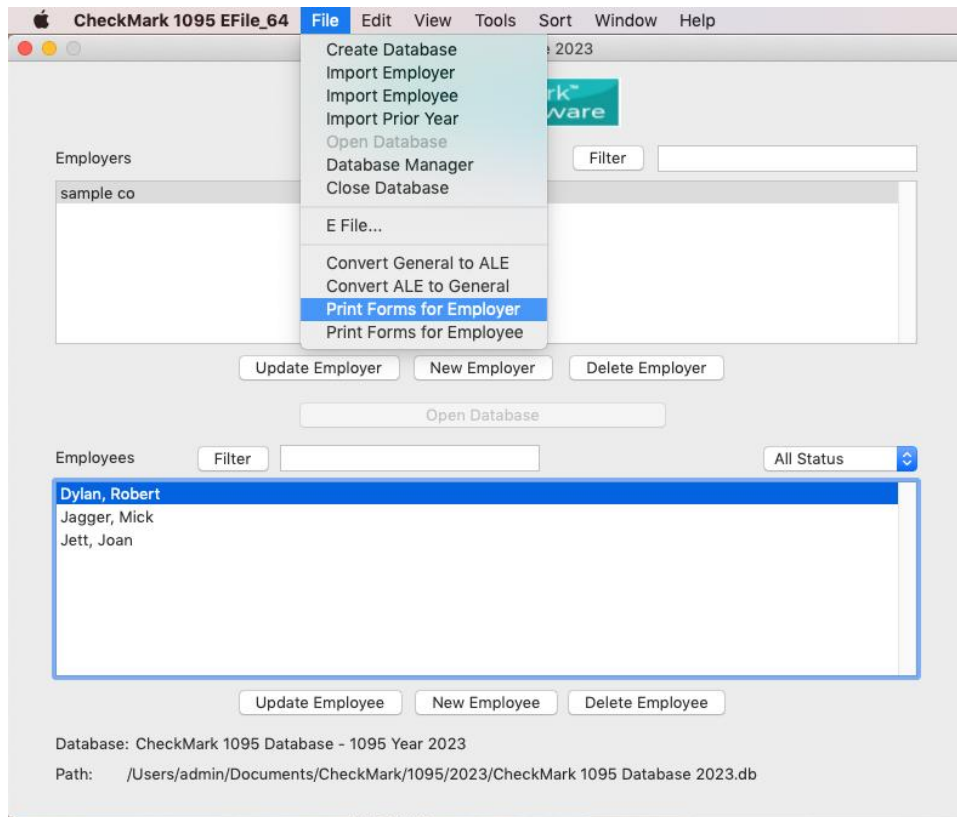 CheckMark 1095 EFile_64 File Edit View Tools Sort Window Help
2023
Create Database
Import Employer
Import Employee
Import Prior Year
Open Database
Database Manager
Close Database
E File...
Convert General to ALE
Convert ALE to General
Print Forms for Employer
Print Forms for Employee
Employers Filter
sample co
Update Employer New Employer Delete Employer
Open Database
Employees Filter All Status
Dylan, Robert
Jagger, Mick
Jett, Joan
Update Employee New Employee Delete Employee
Database: CheckMark 1095 Database - 1095 Year 2023
Path: /Users/admin/Documents/CheckMark/1095/2023/CheckMark 1095 Database 2023.db